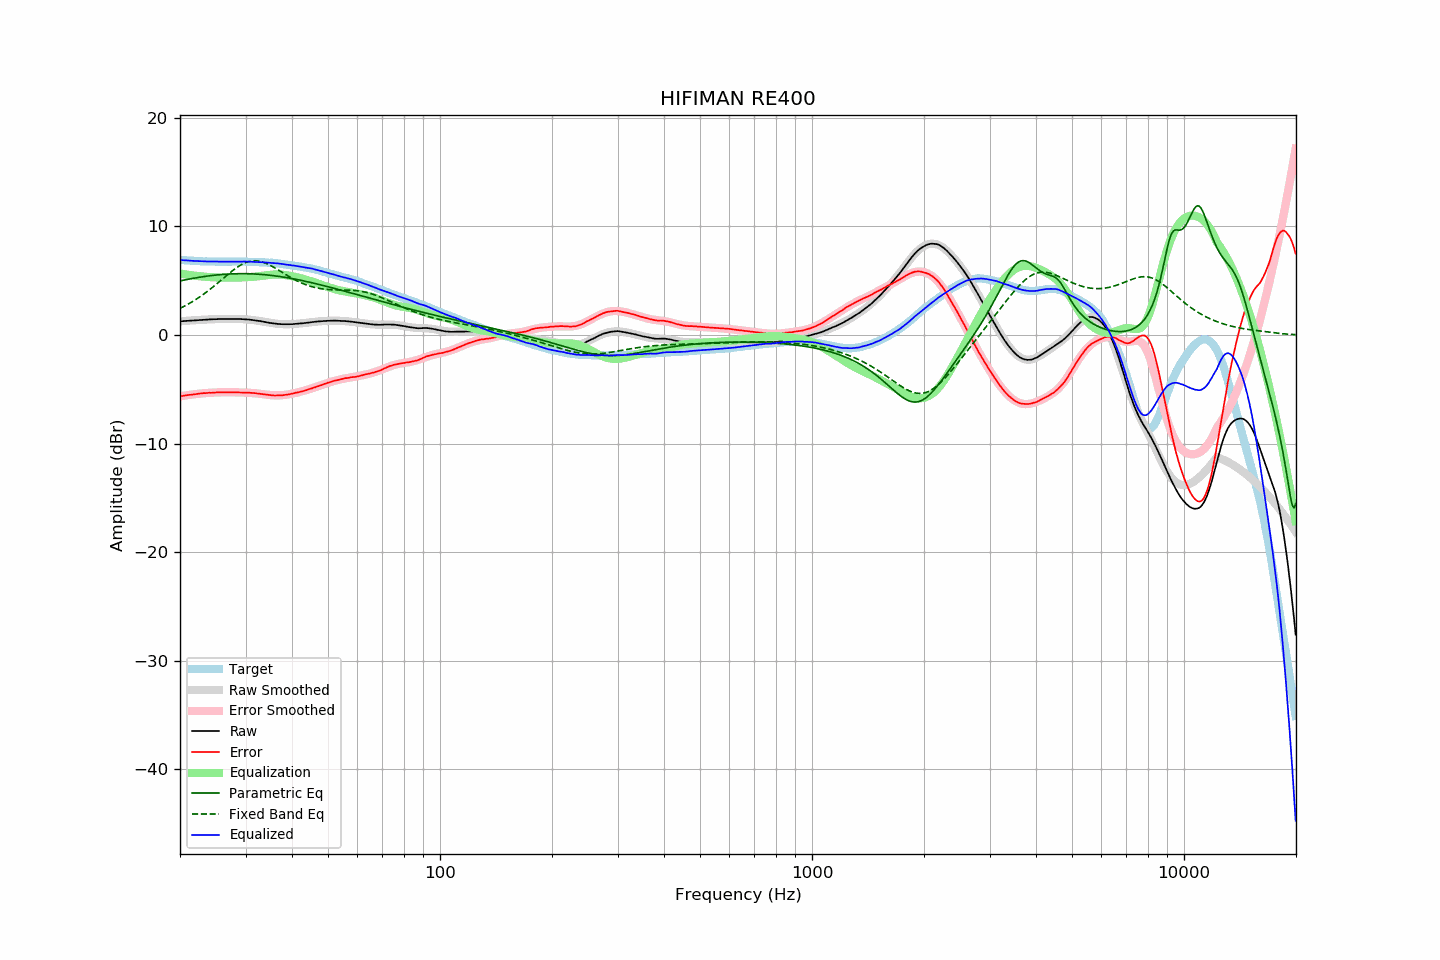 HIFIMAN RE400
20
10
0
−10
−20
−30
−40
Amplitude (dBr)
Target
Raw Smoothed
Error Smoothed
Raw
Error
Equalization
Parametric Eq
Fixed Band Eq
Equalized
100
1000
10000
Frequency (Hz)